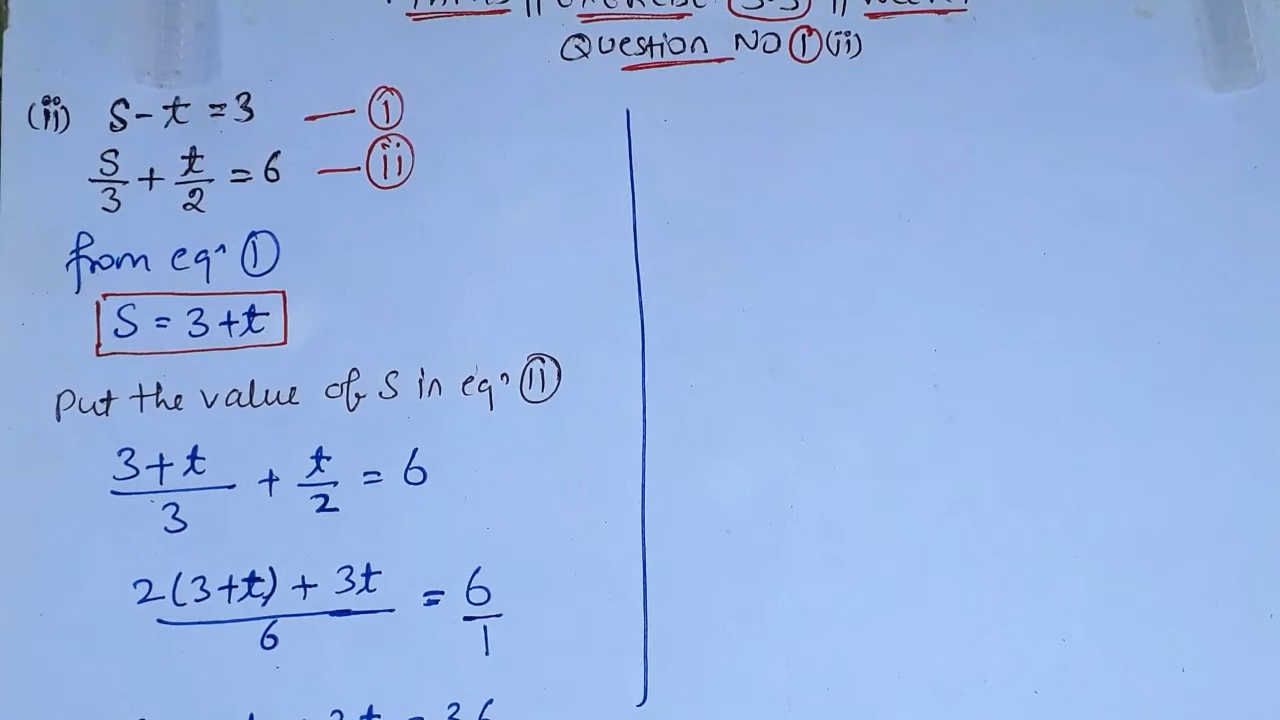 Question NO ① (ii)
(ii) S - t = 3 — ①
S/3 + t/2 = 6 — ⓘⓘ
from eqⁿ ①
S = 3 + t
Put the value of S in eqⁿ ⓘⓘ
3+t/3 + t/2 = 6
2(3+t) + 3t/6 = 6/1